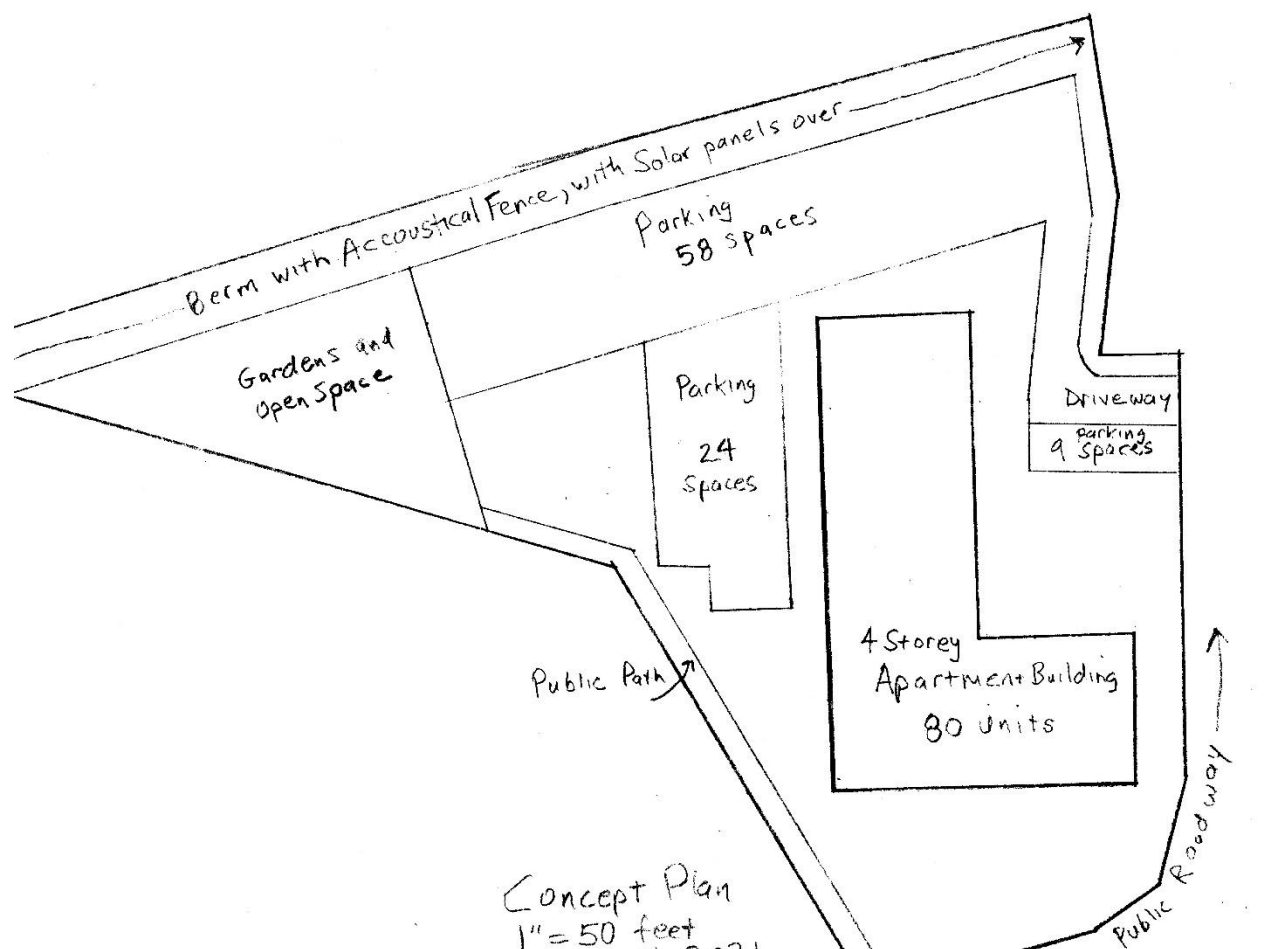 Berm with Accoustical Fence, with Solar panels over
Parking
58 spaces
Gardens and
Open Space
Parking
24
Spaces
Driveway
9 parking
spaces
Public Path
4 Storey
Apartment Building
80 Units
Public Roadway
Concept Plan
1" = 50 feet